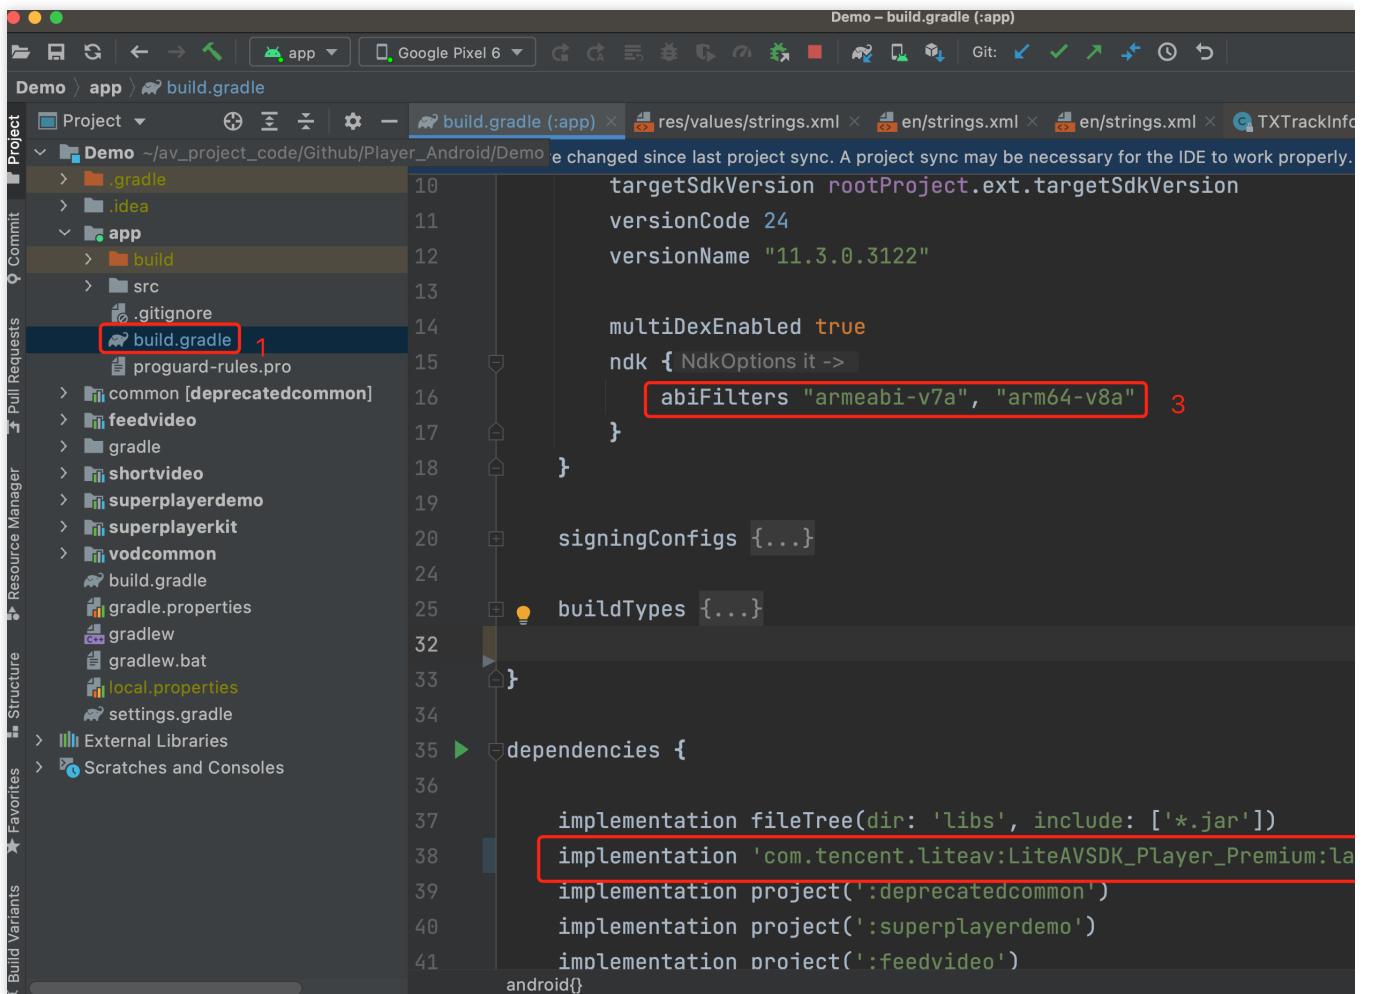 Demo – build.gradle (:app)
app
Google Pixel 6
Git:
Demo
app
build.gradle
Project
build.gradle (:app)
res/values/strings.xml
en/strings.xml
en/strings.xml
TXTrackInfo
Demo ~/av_project_code/Github/Player_Android/Demo
e changed since last project sync. A project sync may be necessary for the IDE to work properly.
.gradle
.idea
app
build
src
.gitignore
build.gradle
1
proguard-rules.pro
common [deprecatedcommon]
feedvideo
gradle
shortvideo
superplayerdemo
superplayerkit
vodcommon
build.gradle
gradle.properties
gradlew
gradlew.bat
local.properties
settings.gradle
External Libraries
Scratches and Consoles
Project
Commit
Pull Requests
Resource Manager
Structure
Favorites
Build Variants
10 targetSdkVersion rootProject.ext.targetSdkVersion
11 versionCode 24
12 versionName "11.3.0.3122"
13
14 multiDexEnabled true
15 ndk { NdkOptions it ->
16 abiFilters "armeabi-v7a", "arm64-v8a"
3
17 }
18 }
19
20 signingConfigs {...}
24
25 buildTypes {...}
32
33 }
34
35 dependencies {
36
37 implementation fileTree(dir: 'libs', include: ['*.jar'])
38 implementation 'com.tencent.liteav:LiteAVSDK_Player_Premium:la
39 implementation project(':deprecatedcommon')
40 implementation project(':superplayerdemo')
41 implementation project(':feedvideo')
android{}